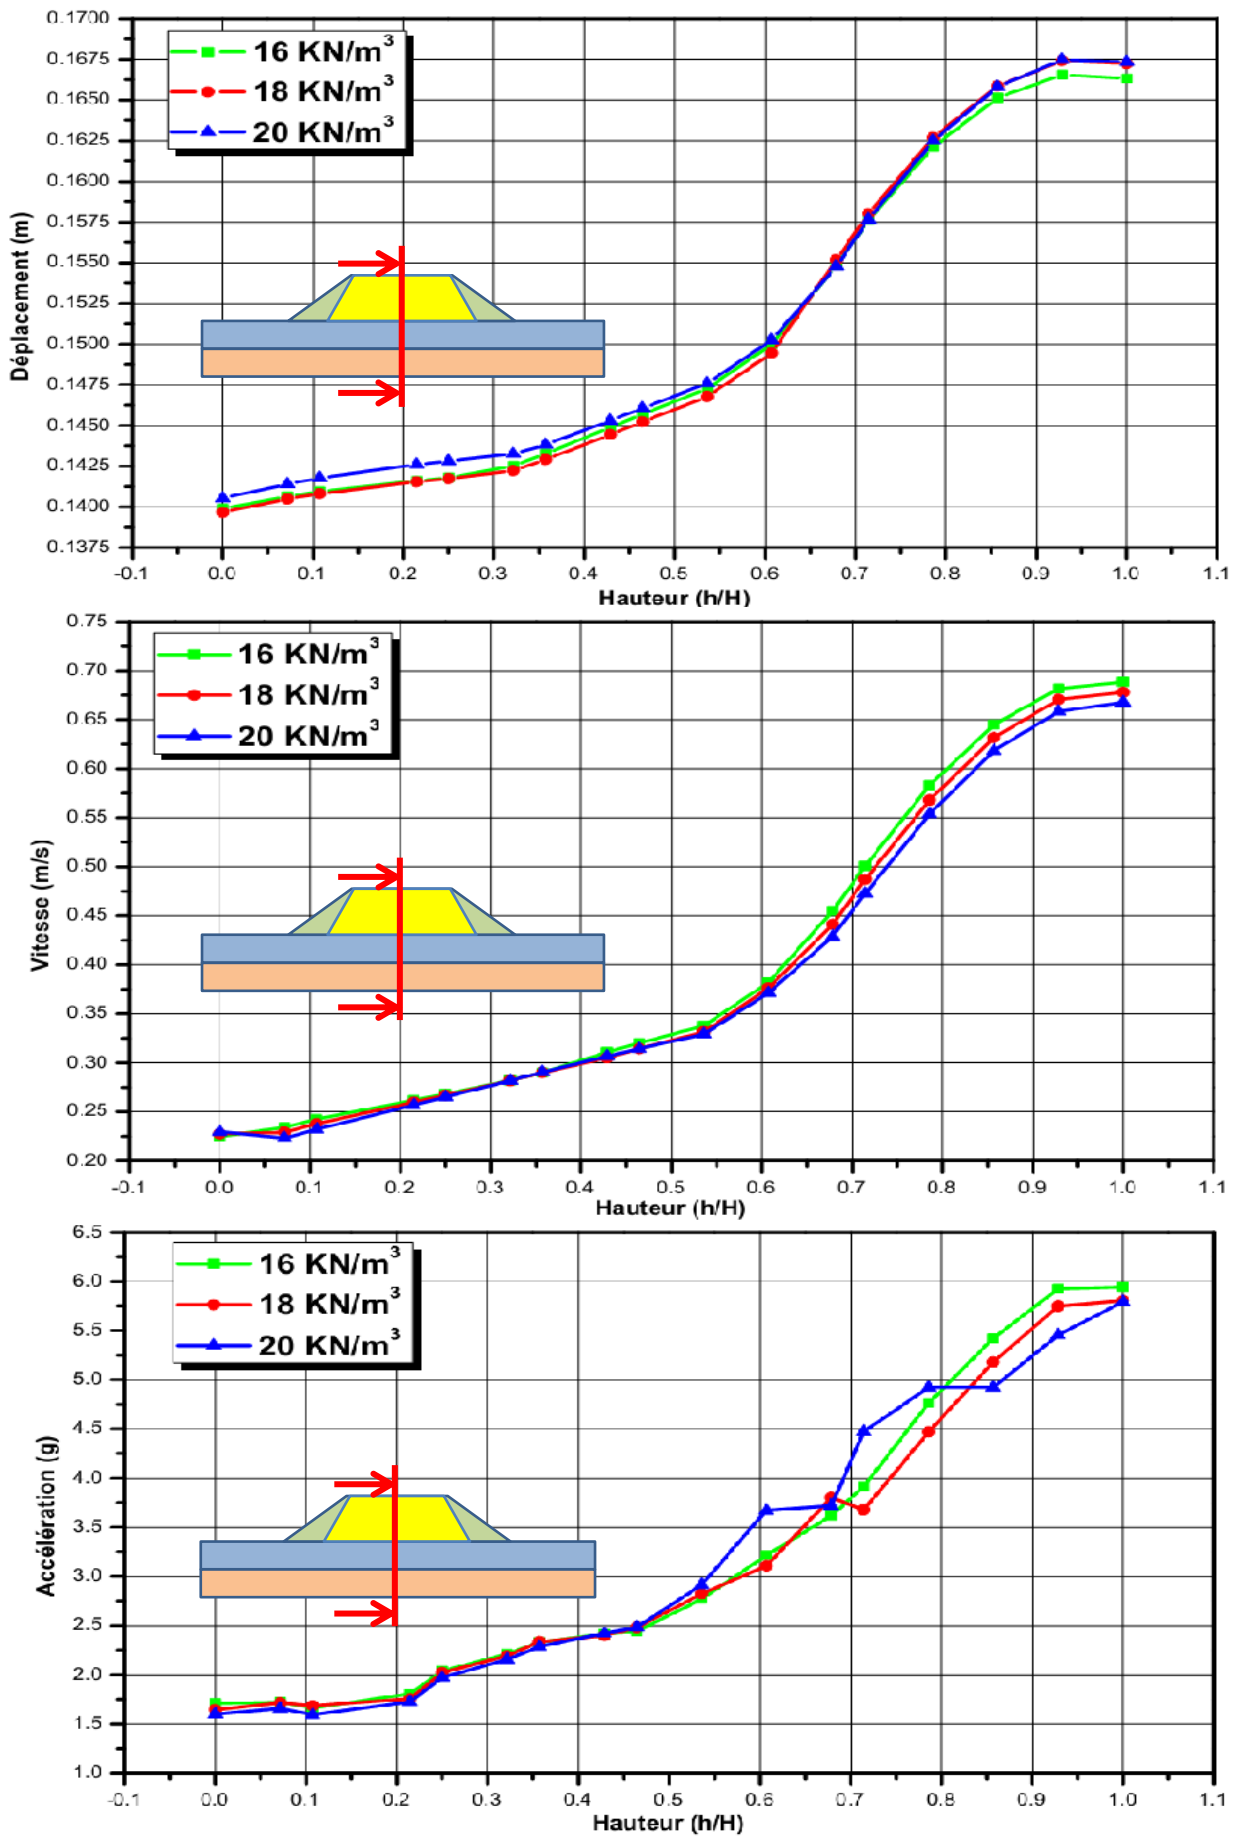 0.1700
0.1675
0.1650
0.1625
0.1600
0.1575
0.1550
0.1525
0.1500
0.1475
0.1450
0.1425
0.1400
0.1375
Déplacement (m)
16 KN/m³
18 KN/m³
20 KN/m³
-0.1 0.0 0.1 0.2 0.3 0.4 0.5 0.6 0.7 0.8 0.9 1.0 1.1
Hauteur (h/H)
0.75
0.70
0.65
0.60
0.55
0.50
0.45
0.40
0.35
0.30
0.25
0.20
Vitesse (m/s)
16 KN/m³
18 KN/m³
20 KN/m³
-0.1 0.0 0.1 0.2 0.3 0.4 0.5 0.6 0.7 0.8 0.9 1.0 1.1
Hauteur (h/H)
6.5
6.0
5.5
5.0
4.5
4.0
3.5
3.0
2.5
2.0
1.5
1.0
Accélération (g)
16 KN/m³
18 KN/m³
20 KN/m³
-0.1 0.0 0.1 0.2 0.3 0.4 0.5 0.6 0.7 0.8 0.9 1.0 1.1
Hauteur (h/H)